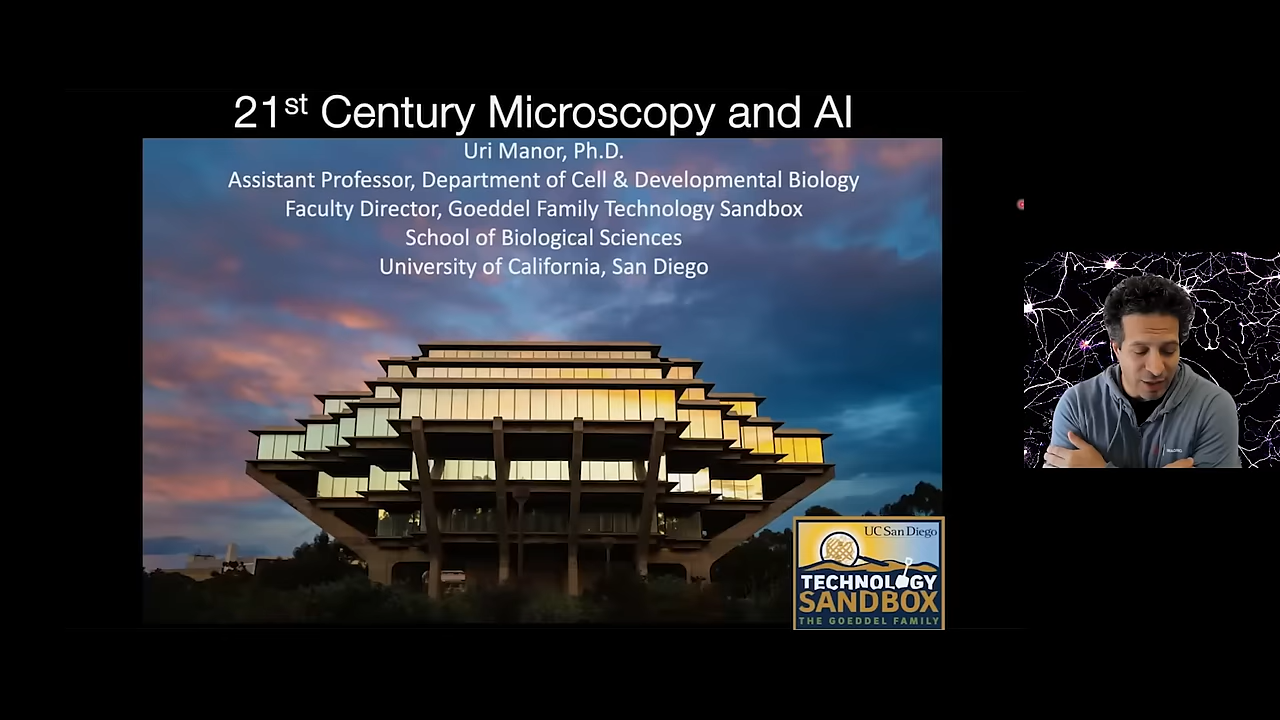 21st Century Microscopy and AI
Uri Manor, Ph.D.
Assistant Professor, Department of Cell & Developmental Biology
Faculty Director, Goeddel Family Technology Sandbox
School of Biological Sciences
University of California, San Diego
UC San Diego
TECHNOLOGY
SANDBOX
THE GOEDDEL FAMILY